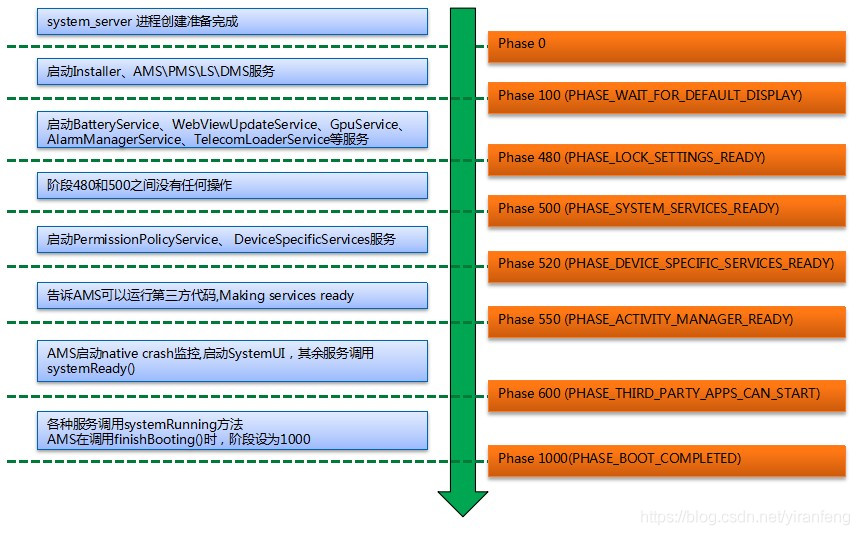 system_server 进程创建准备完成
Phase 0
启动Installer、AMS\PMS\LS\DMS服务
Phase 100 (PHASE_WAIT_FOR_DEFAULT_DISPLAY)
启动BatteryService、WebViewUpdateService、GpuService、
AlarmManagerService、TelecomLoaderService等服务
Phase 480 (PHASE_LOCK_SETTINGS_READY)
阶段480和500之间没有任何操作
Phase 500 (PHASE_SYSTEM_SERVICES_READY)
启动PermissionPolicyService、 DeviceSpecificServices服务
Phase 520 (PHASE_DEVICE_SPECIFIC_SERVICES_READY)
告诉AMS可以运行第三方代码,Making services ready
Phase 550 (PHASE_ACTIVITY_MANAGER_READY)
AMS启动native crash监控,启动SystemUI，其余服务调用
systemReady()
Phase 600 (PHASE_THIRD_PARTY_APPS_CAN_START)
各种服务调用systemRunning方法
AMS在调用finishBooting()时，阶段设为1000
Phase 1000(PHASE_BOOT_COMPLETED)
https://blog.csdn.net/yiranfeng